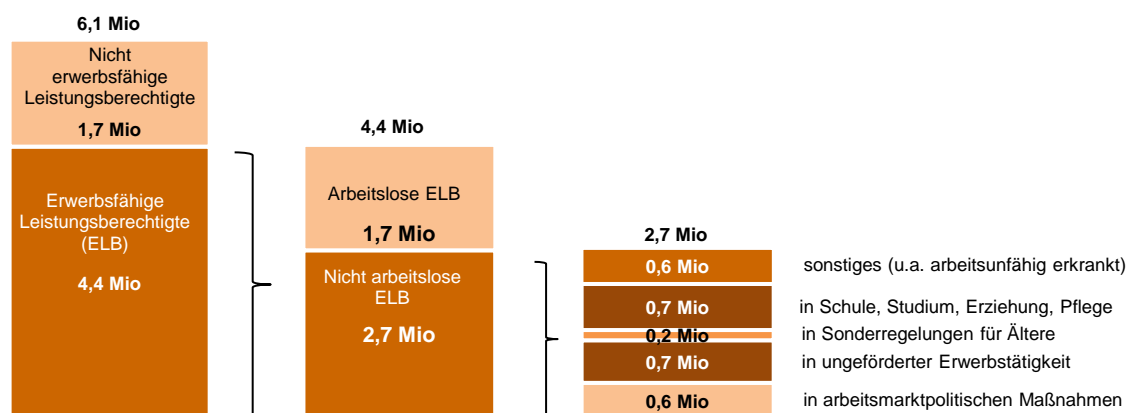 6,1 Mio
Nicht
erwerbsfähige
Leistungsberechtigte
1,7 Mio
Erwerbsfähige
Leistungsberechtigte
(ELB)
4,4 Mio
4,4 Mio
Arbeitslose ELB
1,7 Mio
Nicht arbeitslose
ELB
2,7 Mio
2,7 Mio
0,6 Mio sonstiges (u.a. arbeitsunfähig erkrankt)
0,7 Mio in Schule, Studium, Erziehung, Pflege
0,2 Mio in Sonderregelungen für Ältere
0,7 Mio in ungeförderter Erwerbstätigkeit
0,6 Mio in arbeitsmarktpolitischen Maßnahmen